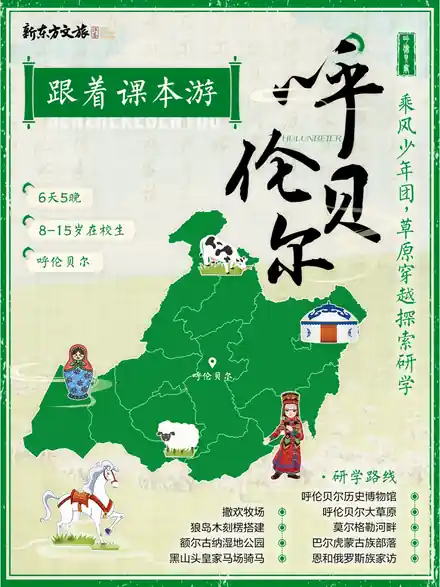 新东方文旅
跟着课本游
GENZHEKEBENYOU
呼伦贝尔
HULUNBEIER
呼伦贝尔
乘风少年团，草原穿越探索研学
6天5晚
8-15岁在校生
呼伦贝尔
呼伦贝尔
·研学路线
呼伦贝尔历史博物馆
撒欢牧场
呼伦贝尔大草原
狼岛木刻楞搭建
莫尔格勒河畔
额尔古纳湿地公园
巴尔虎蒙古族部落
黑山头皇家马场骑马
恩和俄罗斯族家访